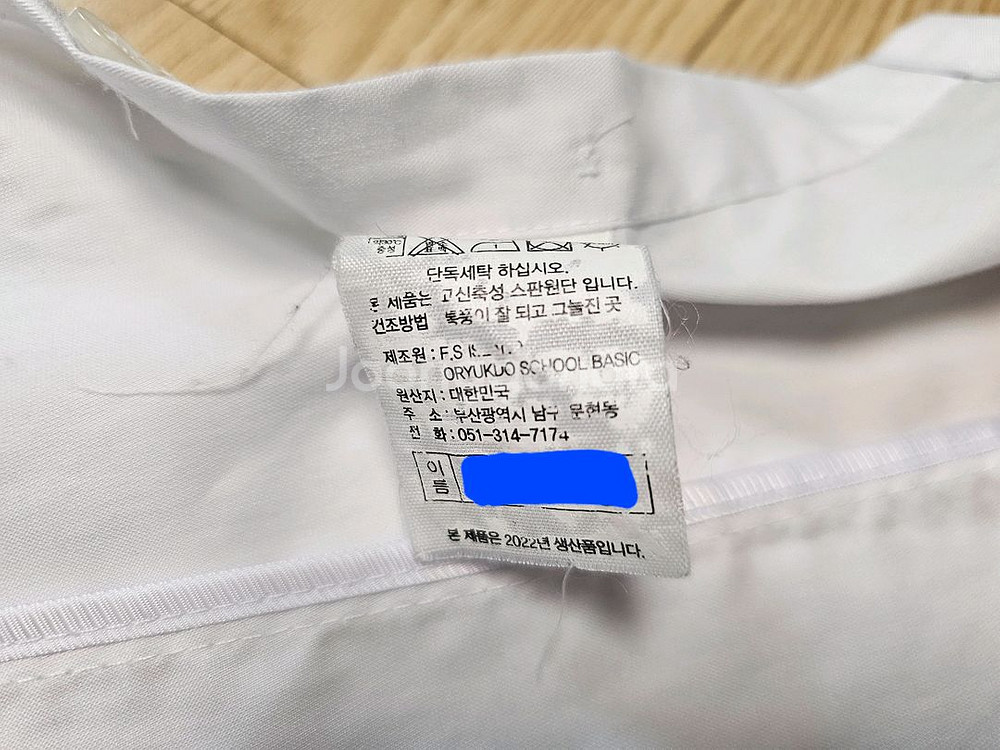 단독세탁 하십시오.
본 제품은 고신축성 스판원단 입니다.
건조방법 통풍이 잘 되고 그늘진 곳
제조원 : F.S
ORYUKDO SCHOOL BASIC
원산지 : 대한민국
주 소 : 부산광역시 남구 문현동
전 화 : 051-314-7174
이름
본 제품은 2022년 생산품입니다.